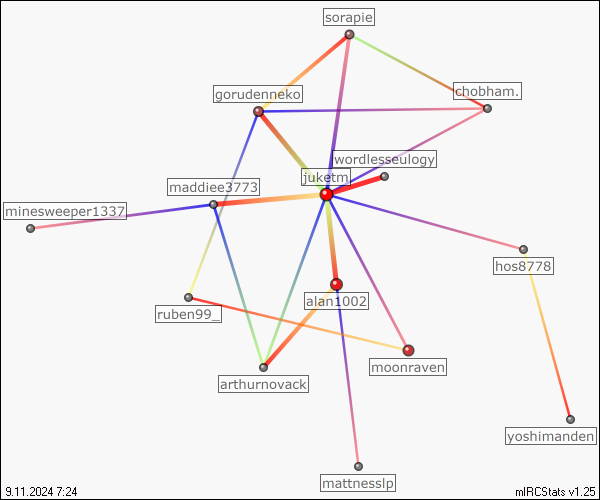 sorapie
gorudenneko
chobham.
wordlesseulogy
juketm
maddiee3773
minesweeper1337
hos8778
alan1002
ruben99_
moonraven
arthurnovack
yoshimanden
mattnesslp
9.11.2024 7:24
mIRCStats v1.25